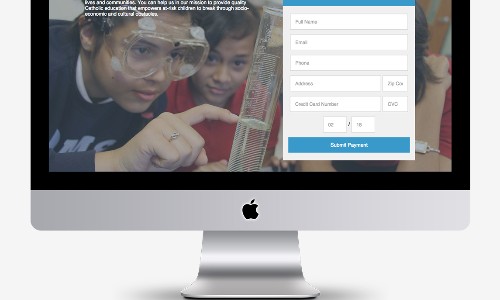 lives and communities. You can help us in our mission to provide quality
Catholic education that empowers at-risk children to break through socio-
economic and cultural obstacles.
Full Name
Email
Phone
Address
Zip Co
Credit Card Number
CVC
02 / 16
Submit Payment